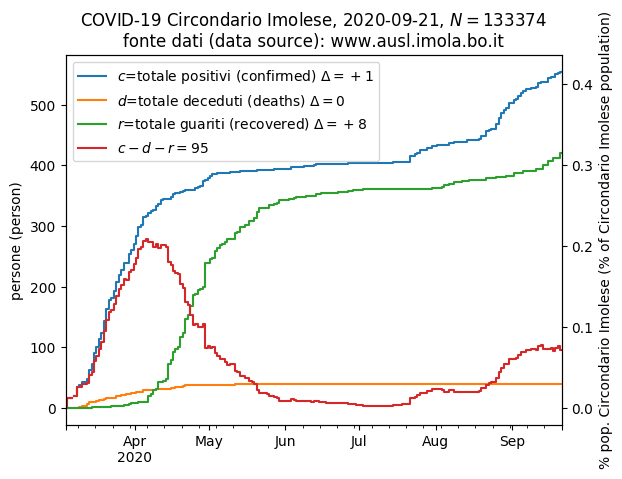 COVID-19 Circondario Imolese, 2020-09-21, N = 133374
fonte dati (data source): www.ausl.imola.bo.it
c=totale positivi (confirmed) Δ = +1
d=totale deceduti (deaths) Δ = 0
r=totale guariti (recovered) Δ = +8
c − d − r = 95
persone (person)
500
400
300
200
100
0
0.4
0.3
0.2
0.1
0.0
% pop. Circondario Imolese (% of Circondario Imolese population)
Apr
2020
May
Jun
Jul
Aug
Sep